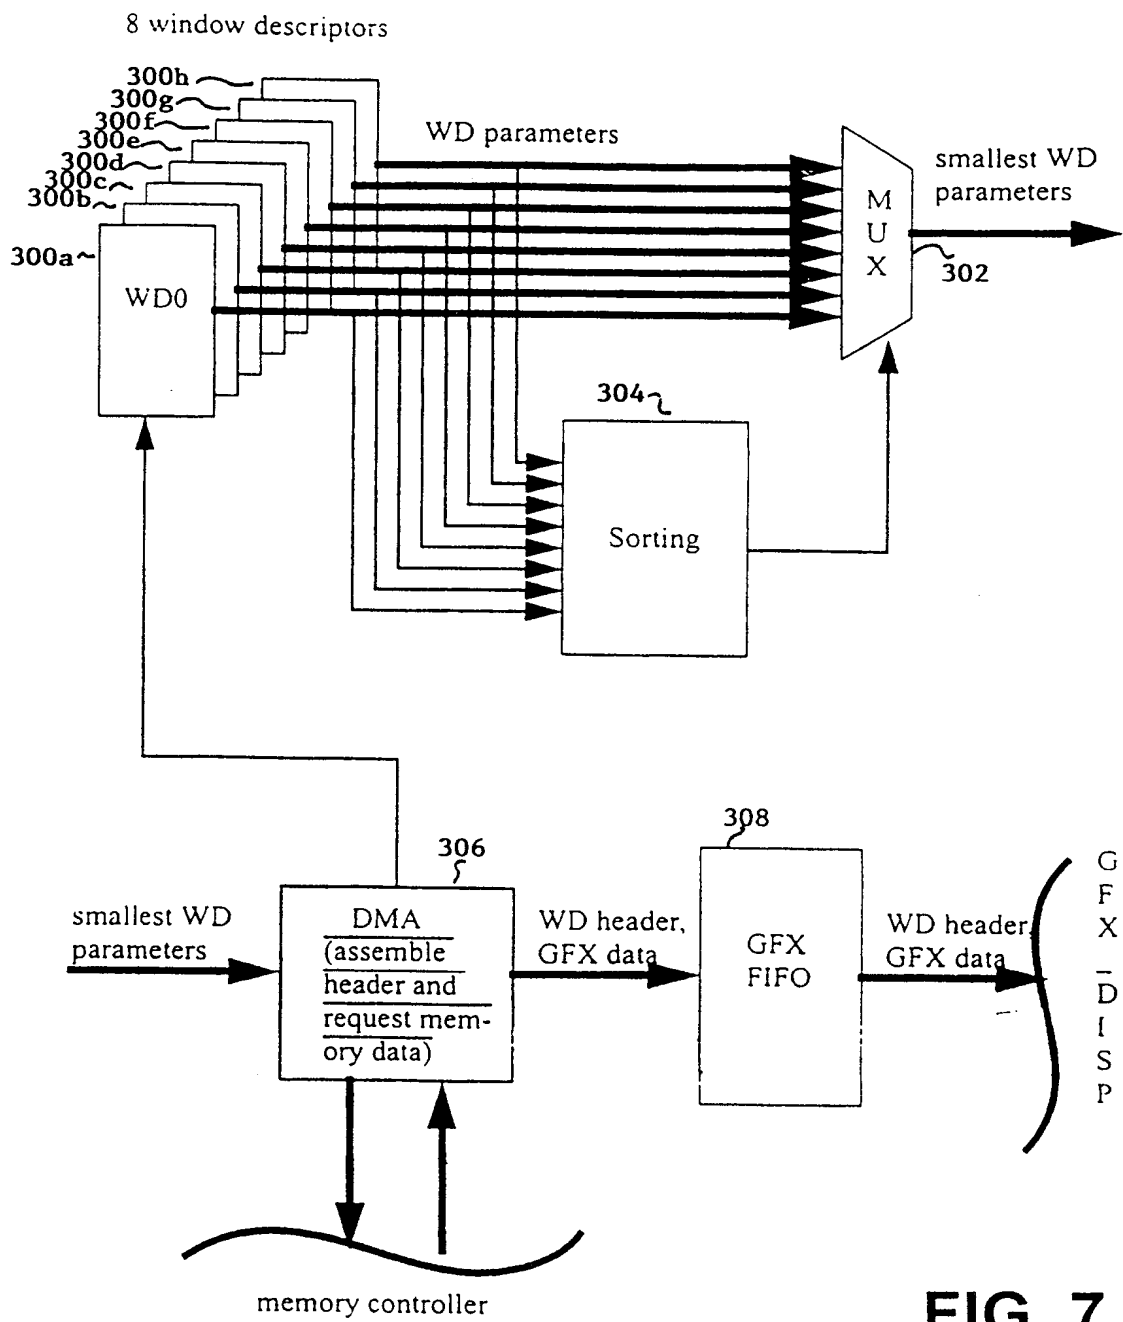 8 window descriptors
300h
300g
300f
300e
300d
300c
300b
300a
WD0
WD parameters
M
U
X
smallest WD
parameters
302
304
Sorting
306
308
smallest WD
parameters
DMA
(assemble
header and
request mem-
ory data)
WD header,
GFX data
GFX
FIFO
WD header,
GFX data
G
F
X
_
D
I
S
P
memory controller
FIG. 7